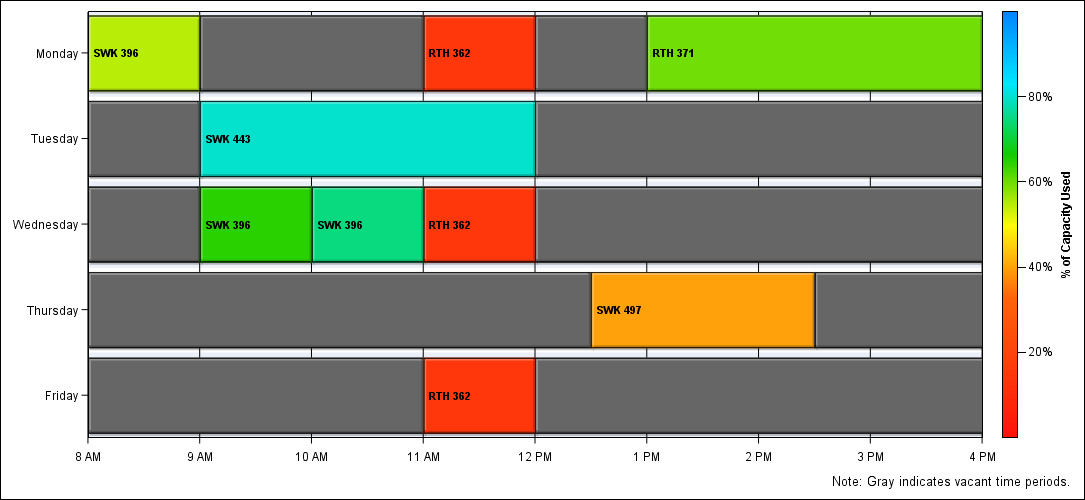 Monday
SWK 396
RTH 362
RTH 371
80%
Tuesday
SWK 443
60%
Wednesday
SWK 396
SWK 396
RTH 362
% of Capacity Used
40%
Thursday
SWK 497
20%
Friday
RTH 362
8 AM
9 AM
10 AM
11 AM
12 PM
1 PM
2 PM
3 PM
4 PM
Note: Gray indicates vacant time periods.